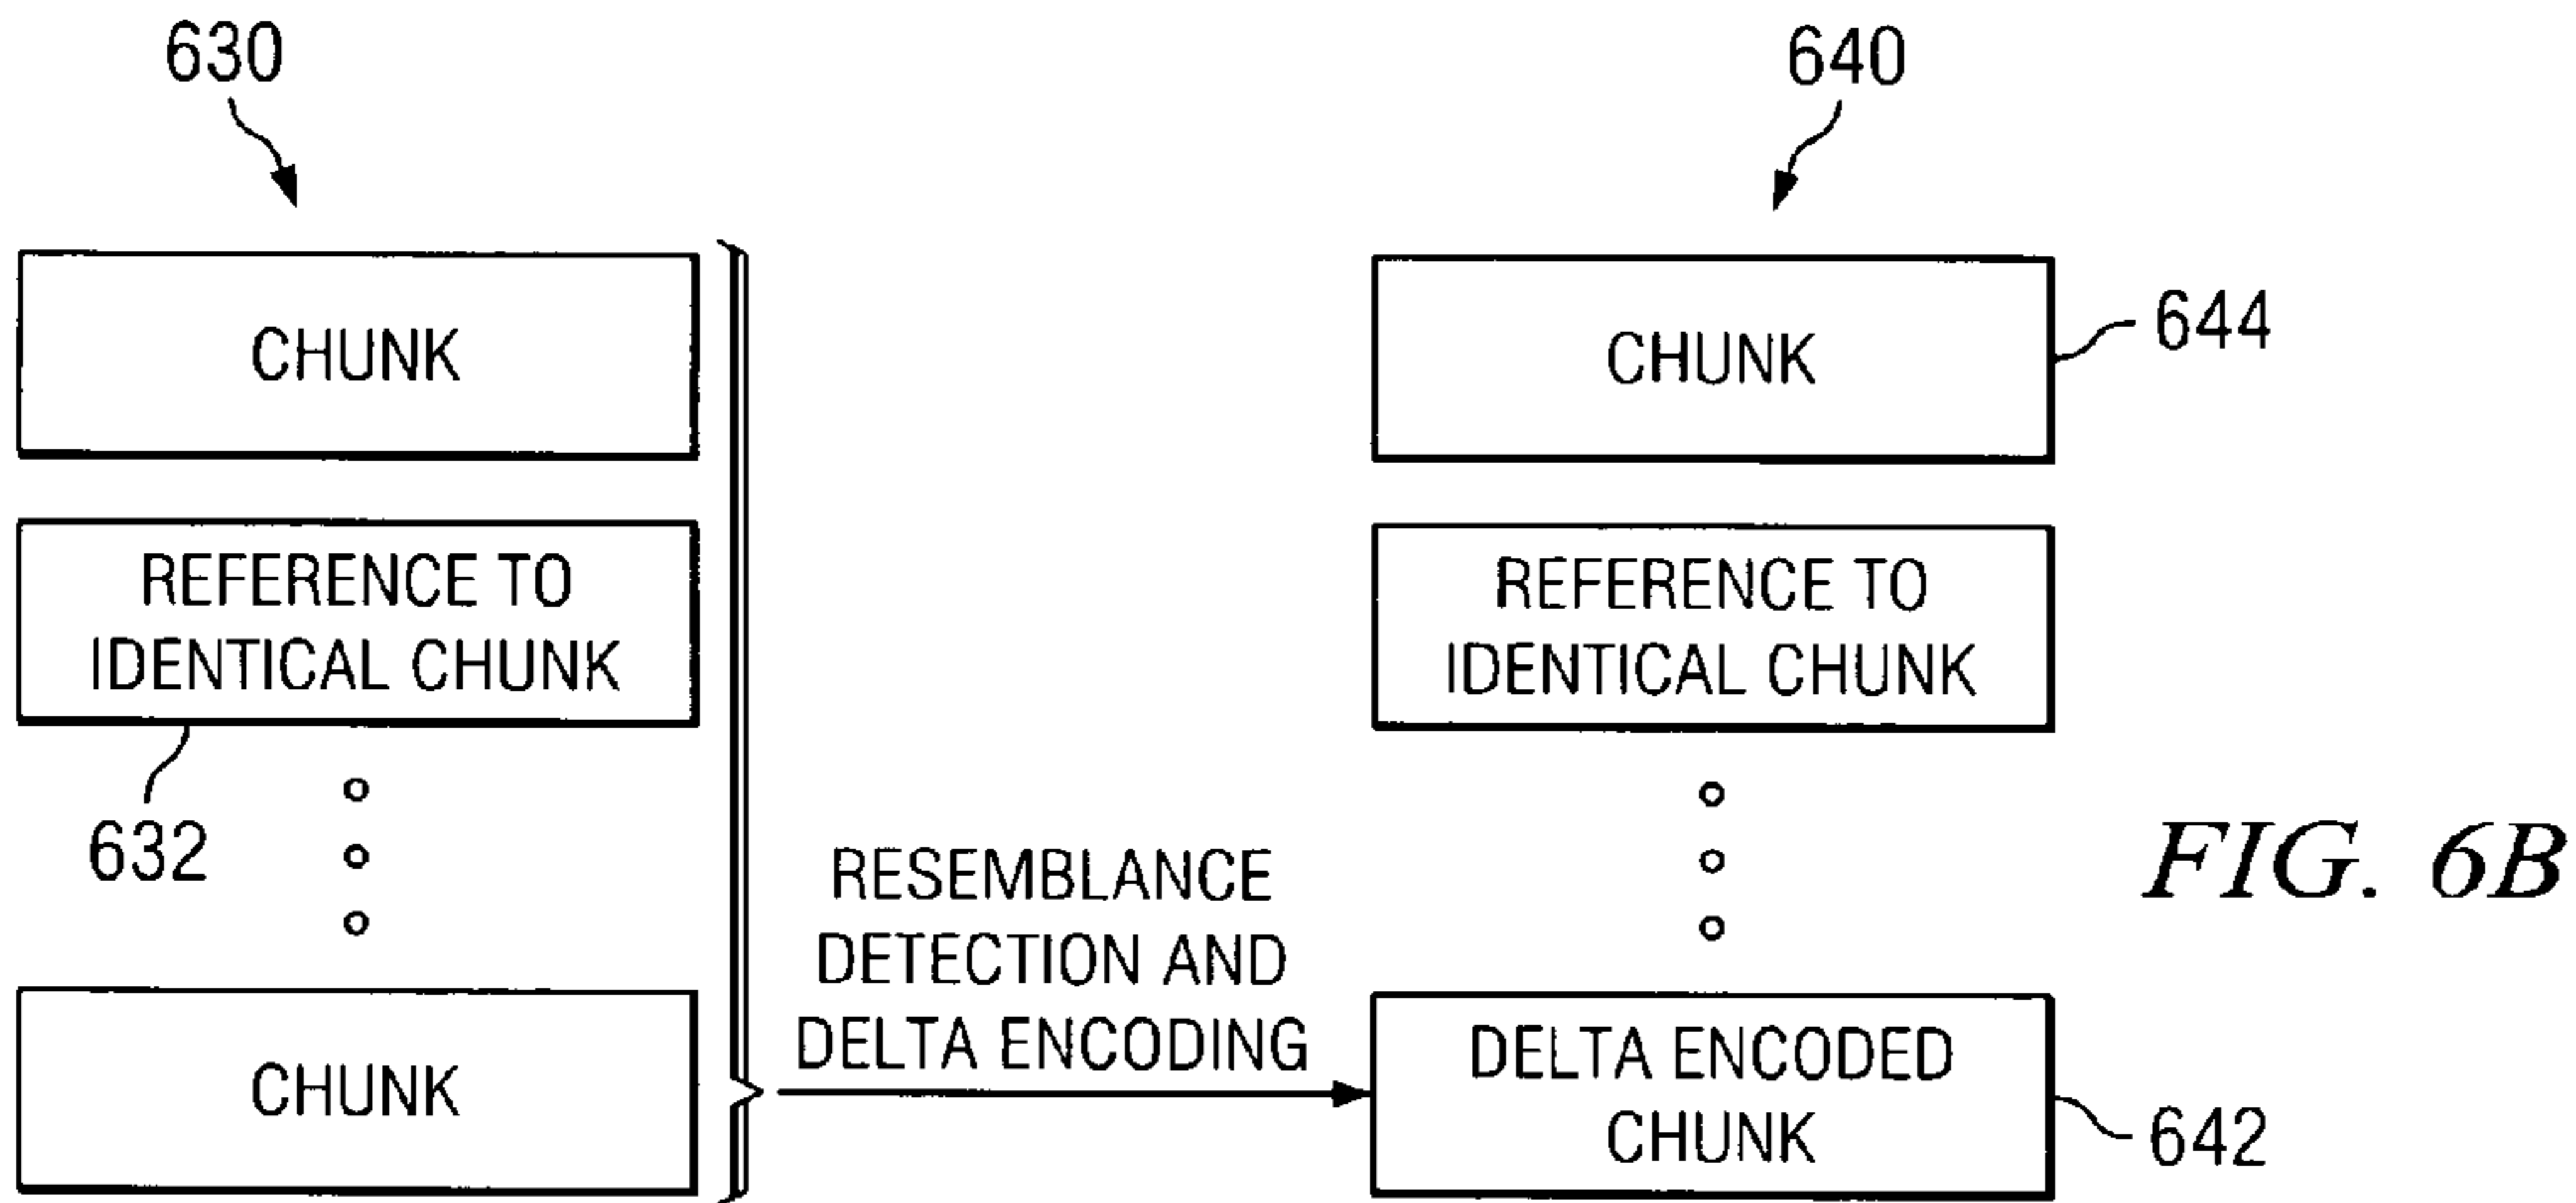 630
640
CHUNK
CHUNK
644
REFERENCE TO
IDENTICAL CHUNK
REFERENCE TO
IDENTICAL CHUNK
632
RESEMBLANCE
DETECTION AND
DELTA ENCODING
FIG. 6B
CHUNK
DELTA ENCODED
CHUNK
642